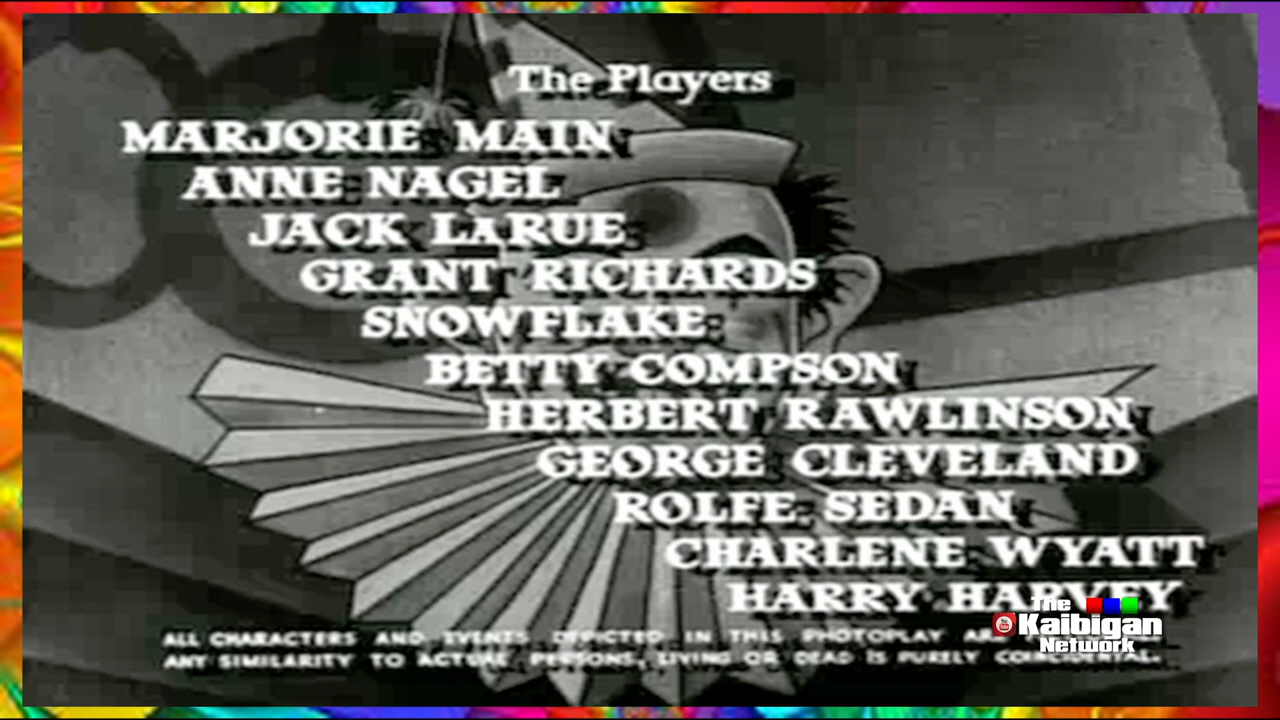 The Players
MARJORIE MAIN
ANNE NAGEL
JACK LARUE
GRANT RICHARDS
SNOWFLAKE
BETTY COMPSON
HERBERT RAWLINSON
GEORGE CLEVELAND
ROLFE SEDAN
CHARLENE WYATT
HARRY HARVEY
ALL CHARACTERS AND EVENTS DEPICTED IN THIS PHOTOPLAY
ANY SIMILARITY TO ACTUAL PERSONS, LIVING OR DEAD IS PURELY COINCIDENTAL.
The
Kaibigan
Network